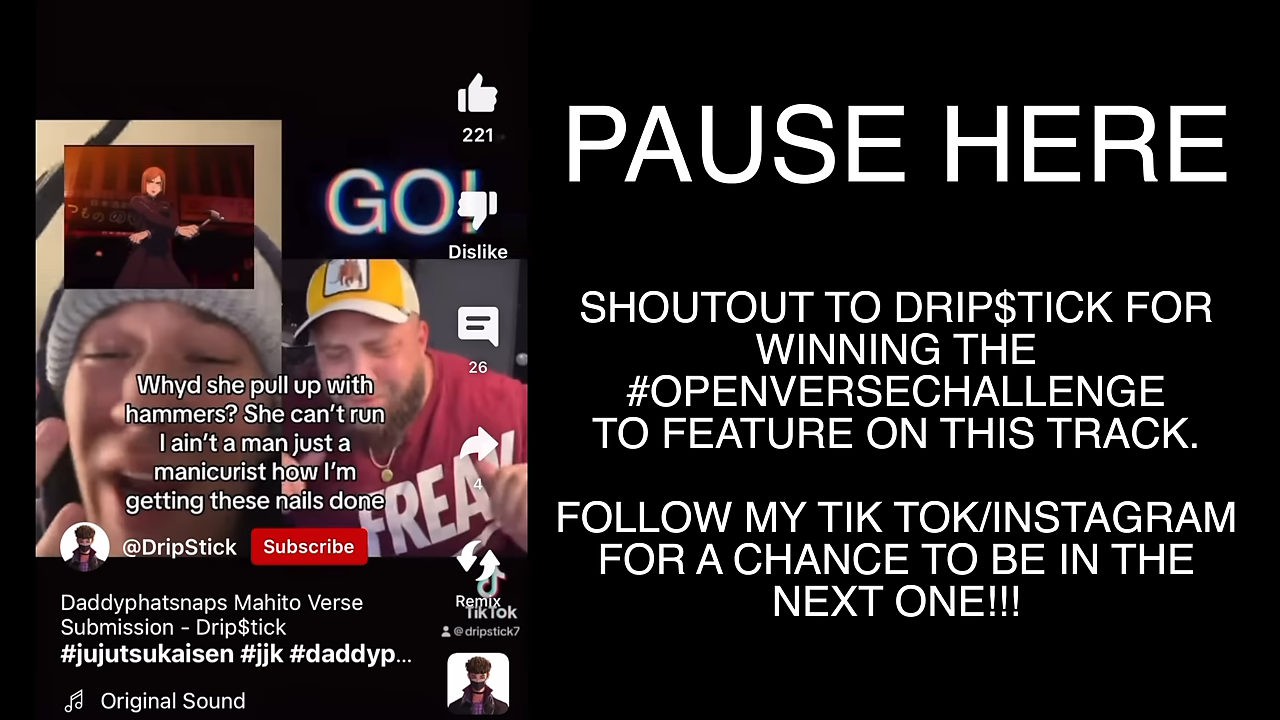 221
GO!
Dislike
26
Whyd she pull up with
hammers? She can't run
I ain't a man just a
manicurist how I'm
getting these nails done
4
FREA
@DripStick
Subscribe
Remix
TikTok
@dripstick7
Daddyphatsnaps Mahito Verse
Submission - Drip$tick
#jujutsukaisen #jjk #daddyp...
Original Sound
PAUSE HERE
SHOUTOUT TO DRIP$TICK FOR
WINNING THE
#OPENVERSECHALLENGE
TO FEATURE ON THIS TRACK.
FOLLOW MY TIK TOK/INSTAGRAM
FOR A CHANCE TO BE IN THE
NEXT ONE!!!